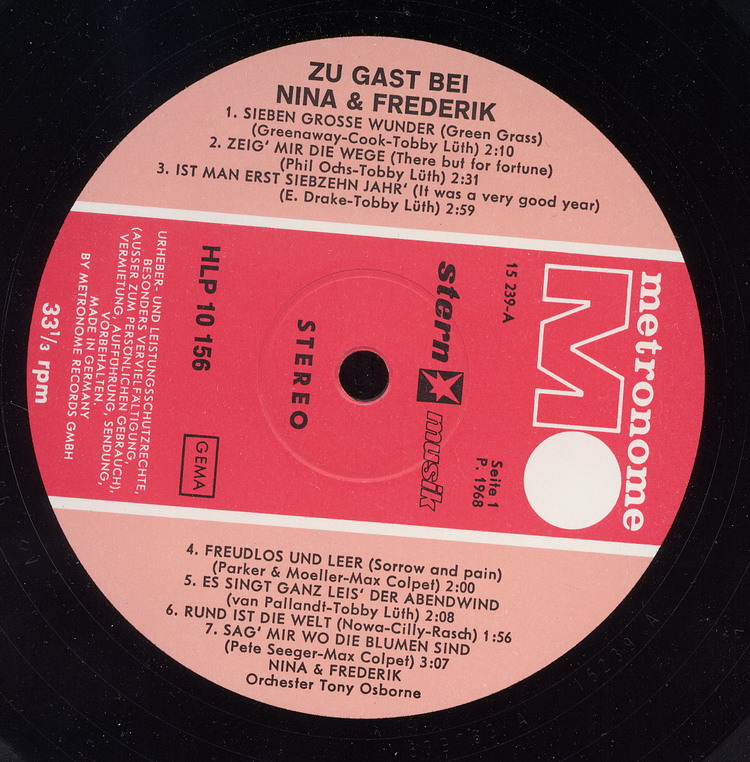 ZU GAST BEI
NINA & FREDERIK
1. SIEBEN GROSSE WUNDER (Green Grass)
(Greenaway-Cook-Tobby Lüth) 2:10
2. ZEIG' MIR DIE WEGE (There but for fortune)
(Phil Ochs-Tobby Lüth) 2:31
3. IST MAN ERST SIEBZEHN JAHR' (It was a very good year)
(E. Drake-Tobby Lüth) 2:59
metronome
M
15 239-A
stern musik
Seite 1
P. 1968
STEREO
HLP 10 156
GEMA
URHEBER- UND LEISTUNGSSCHUTZRECHTE,
BESONDERS VERVIELFÄLTIGUNG,
(AUSSER ZUM PERSÖNLICHEN GEBRAUCH),
VERMIETUNG, AUFFÜHRUNG, SENDUNG,
VORBEHALTEN
MADE IN GERMANY
BY METRONOME RECORDS GMBH
33 1/3 rpm
4. FREUDLOS UND LEER (Sorrow and pain)
(Parker & Moeller-Max Colpet) 2:00
5. ES SINGT GANZ LEIS' DER ABENDWIND
(van Pallandt-Tobby Lüth) 2:08
6. RUND IST DIE WELT (Nowa-Cilly-Rasch) 1:56
7. SAG' MIR WO DIE BLUMEN SIND
(Pete Seeger-Max Colpet) 3:07
NINA & FREDERIK
Orchester Tony Osborne
15239 A